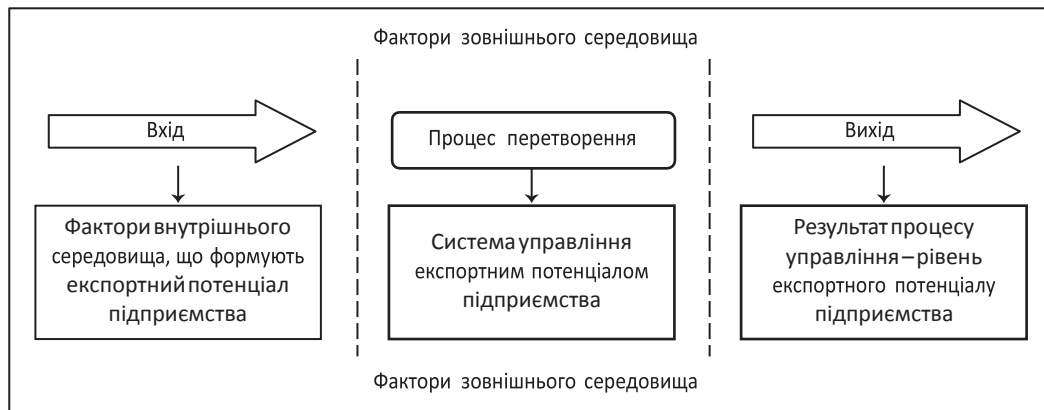 Фактори зовнішнього середовища
Вхід
Процес перетворення
Вихід
Фактори внутрішнього
середовища, що формують
експортний потенціал
підприємства
Система управління
експортним потенціалом
підприємства
Результат процесу
управління – рівень
експортного потенціалу
підприємства
Фактори зовнішнього середовища